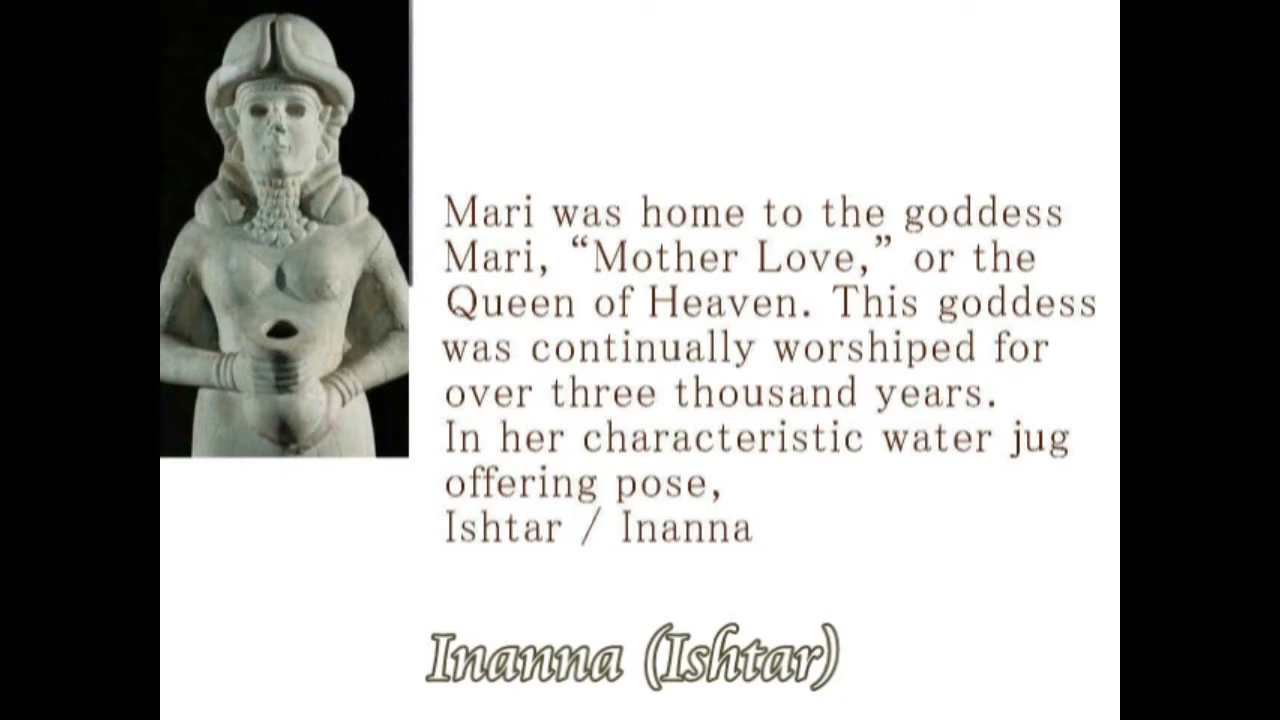 Mari was home to the goddess
Mari, “Mother Love,” or the
Queen of Heaven. This goddess
was continually worshiped for
over three thousand years.
In her characteristic water jug
offering pose,
Ishtar / Inanna
Inanna (Ishtar)